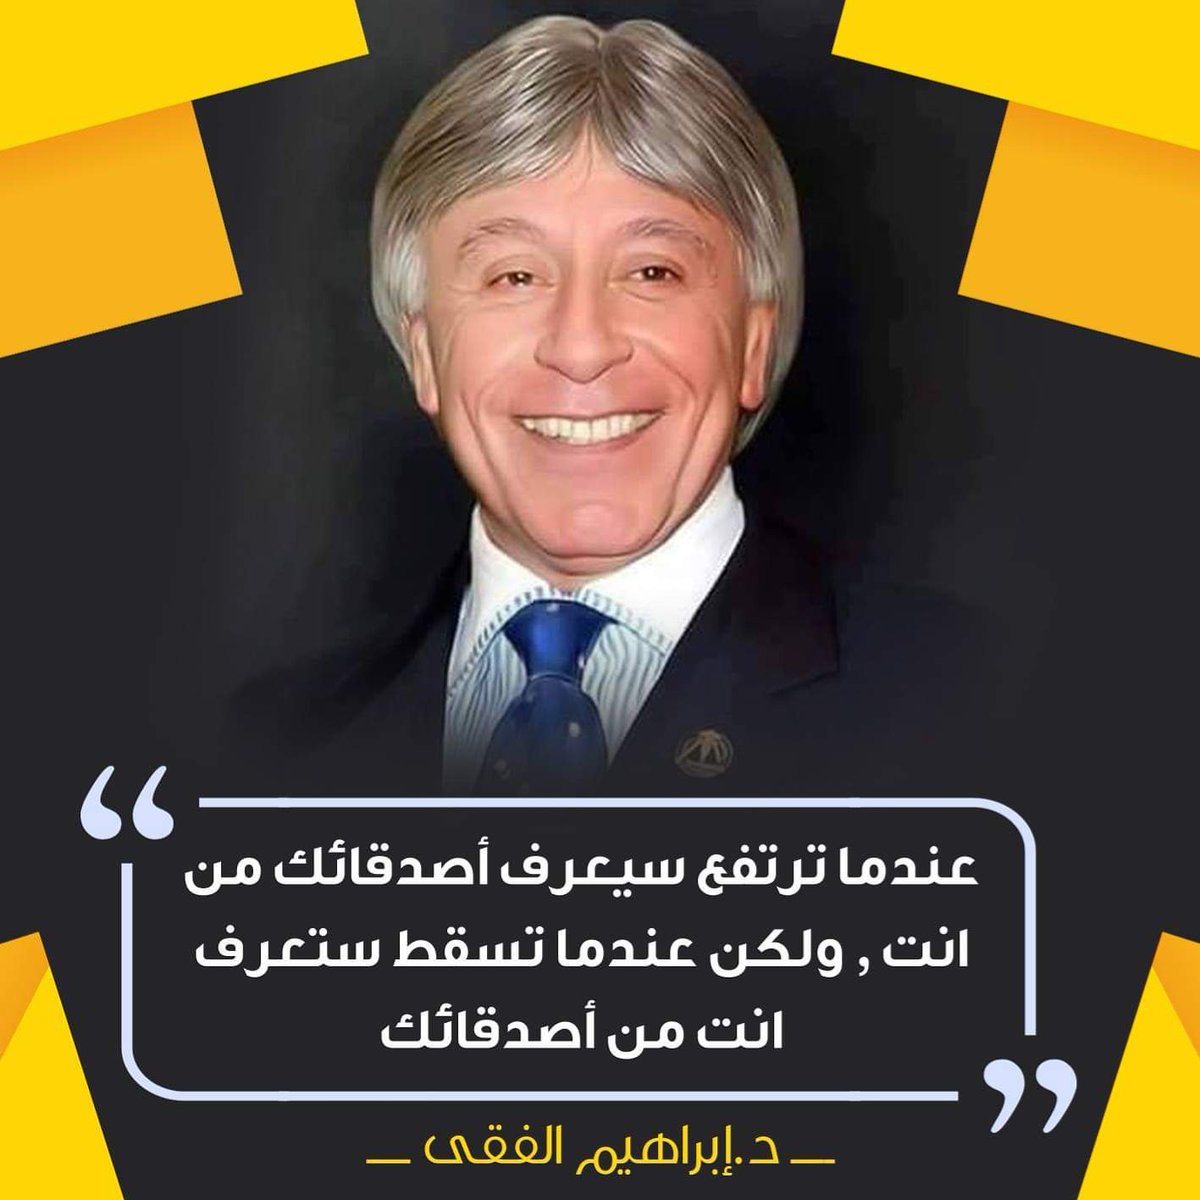 عندما ترتفع سيعرف أصدقائك من
انت , ولكن عندما تسقط ستعرف
انت من أصدقائك
د.إبراهيم الفقى